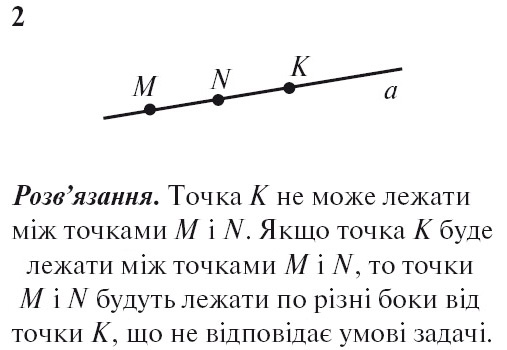 2
M N K
a
Розв’язання. Точка K не може лежати
між точками M і N. Якщо точка K буде
лежати між точками M і N, то точки
M і N будуть лежати по різні боки від
точки K, що не відповідає умові задачі.